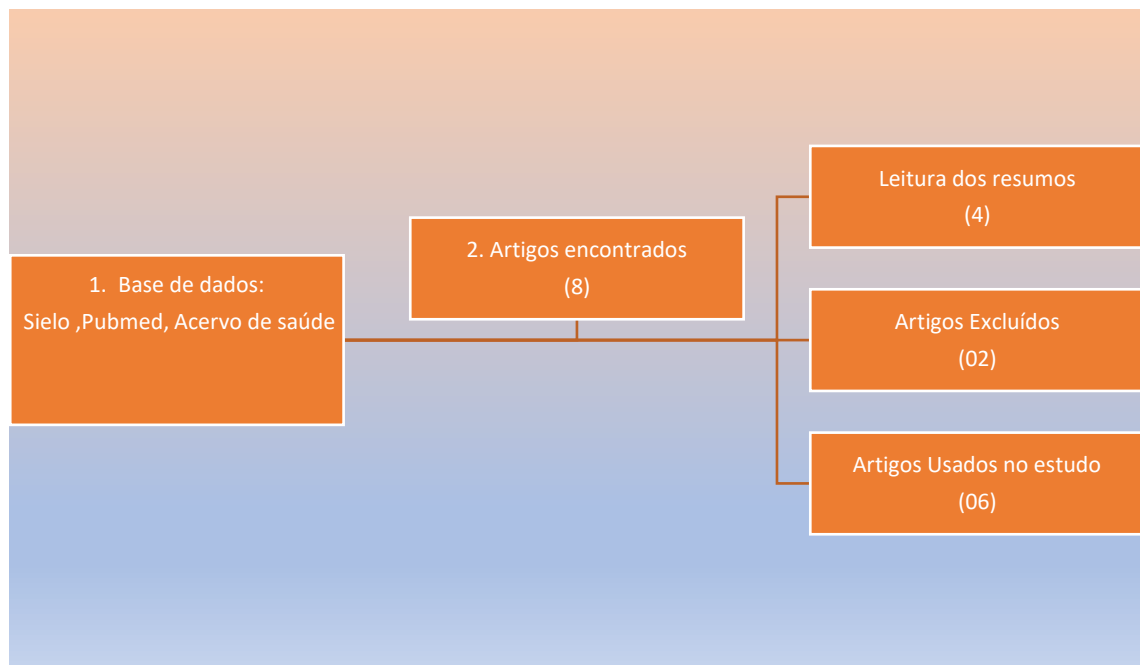 1. Base de dados:
Sielo ,Pubmed, Acervo de saúde
2. Artigos encontrados
(8)
Leitura dos resumos
(4)
Artigos Excluídos
(02)
Artigos Usados no estudo
(06)